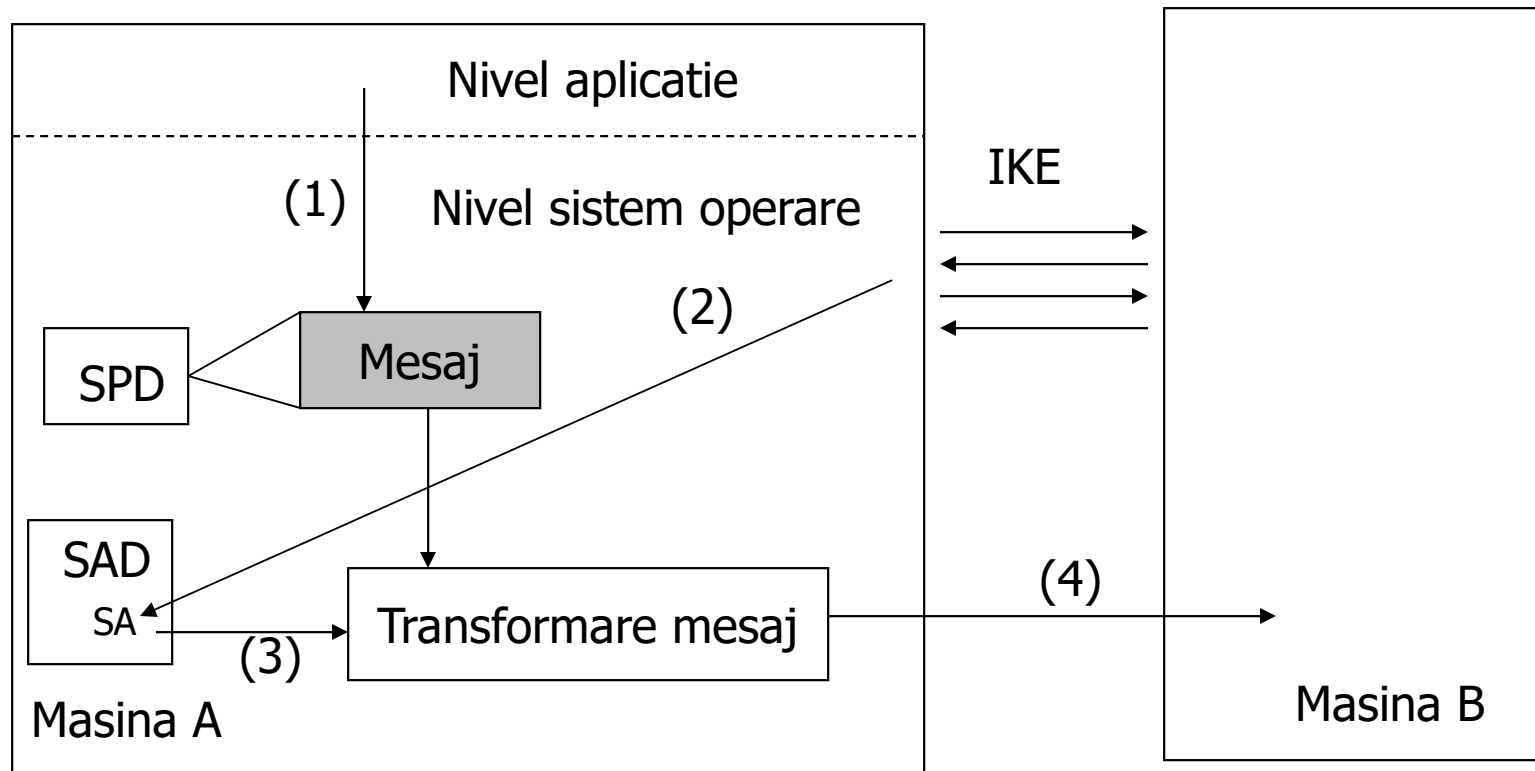 Nivel aplicatie
IKE
(1)
Nivel sistem operare
(2)
SPD
Mesaj
SAD
SA
(3)
Transformare mesaj
(4)
Masina A
Masina B